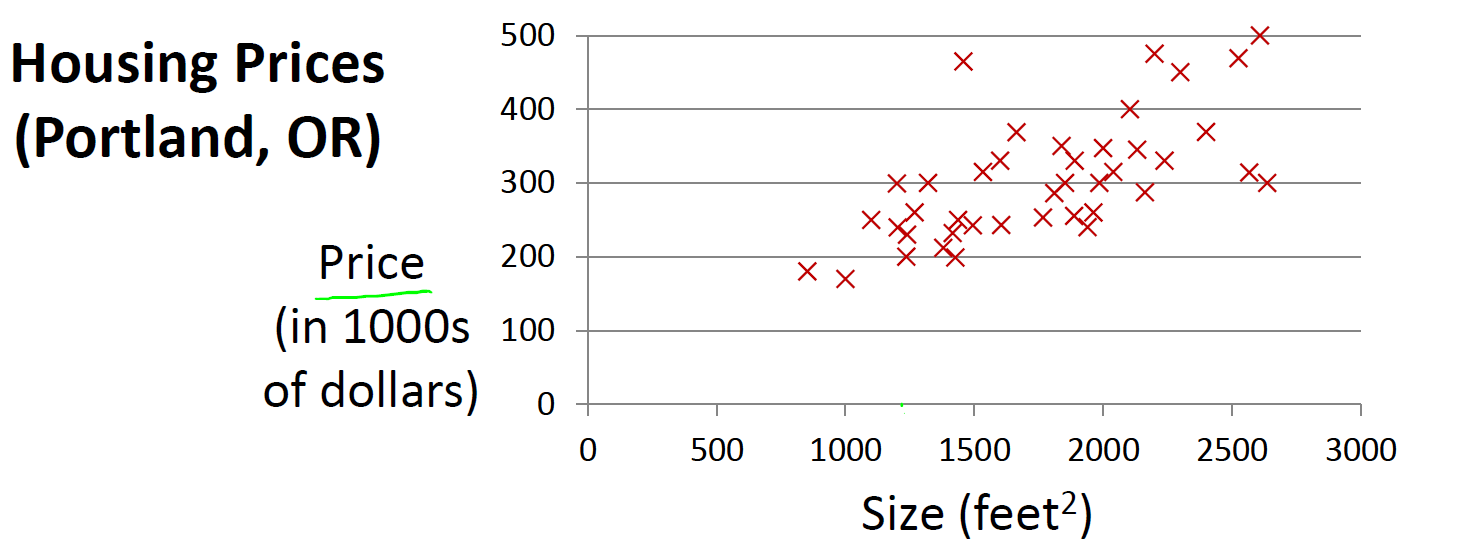 Housing Prices
(Portland, OR)
Price
(in 1000s
of dollars)
500
400
300
200
100
0
0 500 1000 1500 2000 2500 3000
Size (feet²)